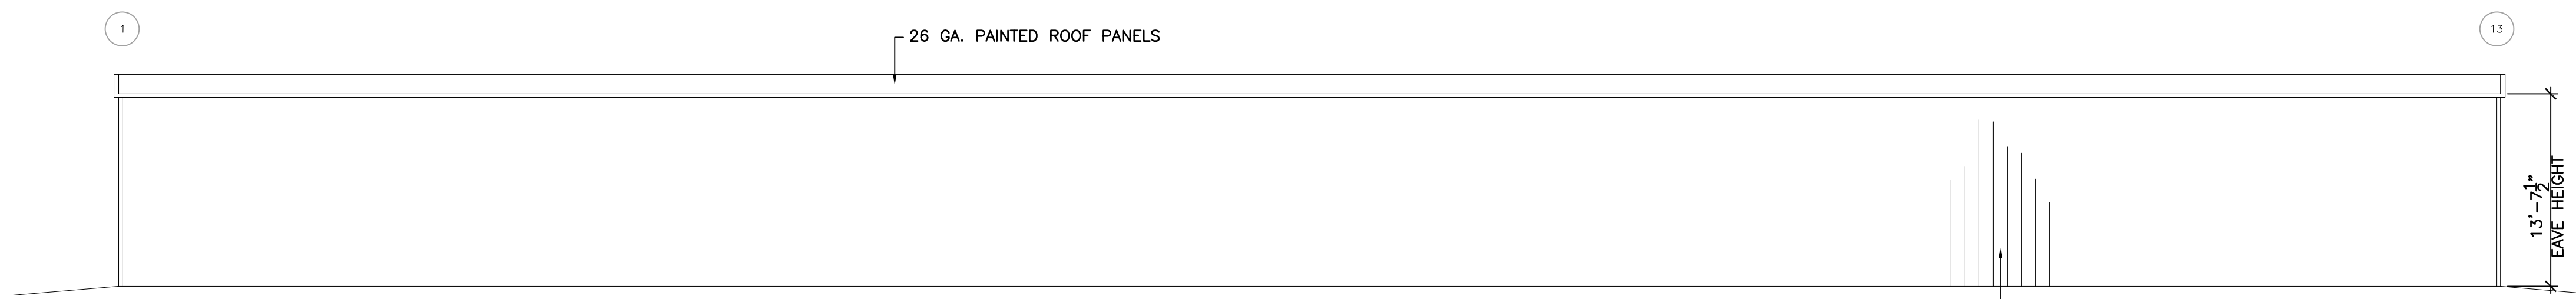 1
13
26 GA. PAINTED ROOF PANELS
13'-7½"
EAVE HEIGHT